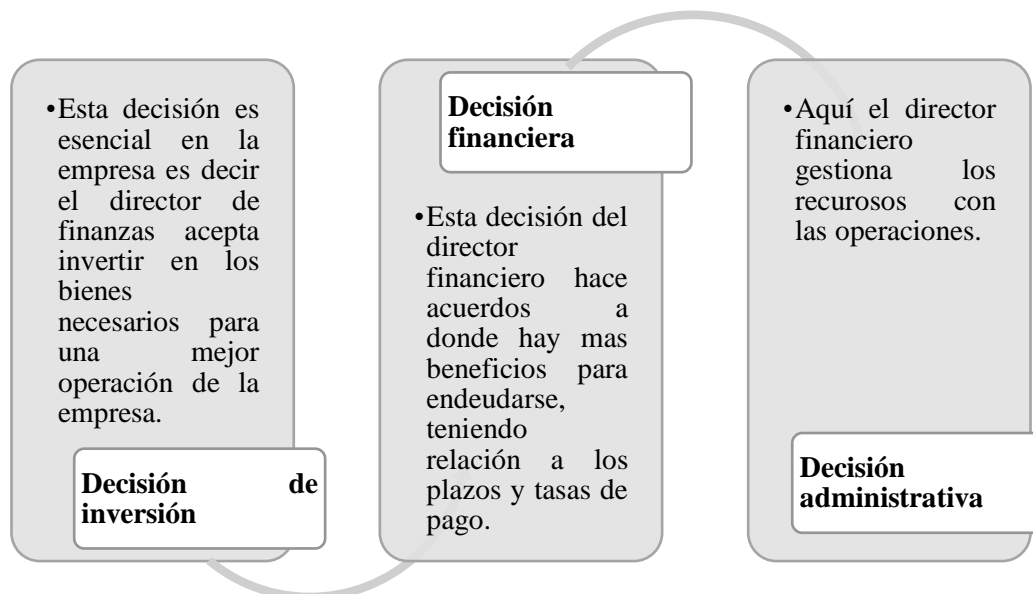 •Esta decisión es
esencial en la
empresa es decir
el director de
finanzas acepta
invertir en los
bienes
necesarios para
una mejor
operación de la
empresa.
Decisión de
inversión
Decisión
financiera
•Esta decisión del
director
financiero hace
acuerdos a
donde hay mas
beneficios para
endeudarse,
teniendo
relación a los
plazos y tasas de
pago.
•Aquí el director
financiero
gestiona los
recurosos con
las operaciones.
Decisión
administrativa